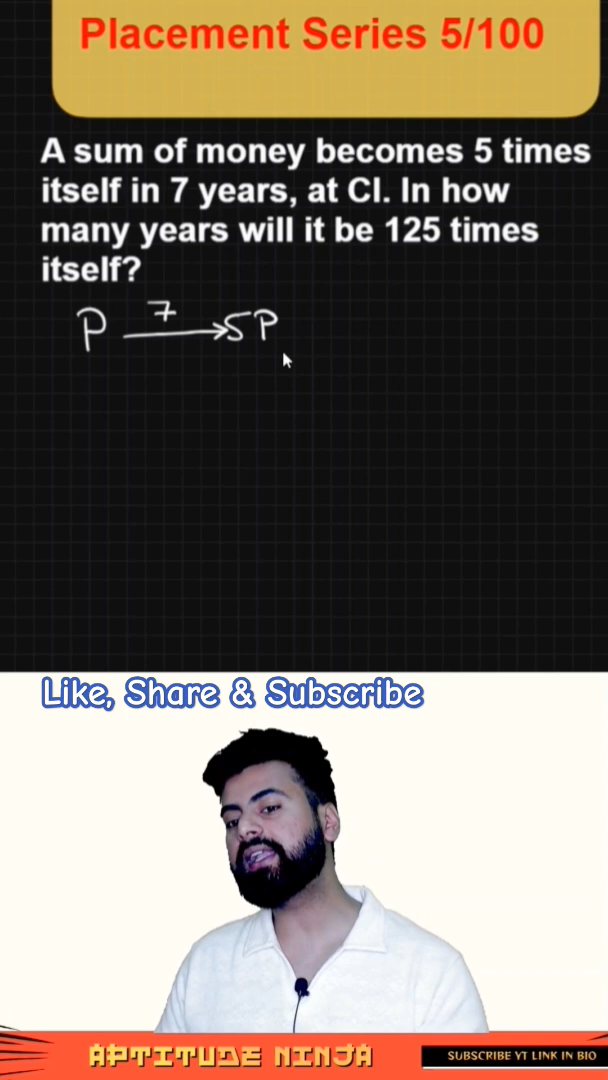 Placement Series 5/100
A sum of money becomes 5 times
itself in 7 years, at CI. In how
many years will it be 125 times
itself?
P 7 → 5P
Like, Share & Subscribe
APTITUDE NINJA
SUBSCRIBE YT LINK IN BIO